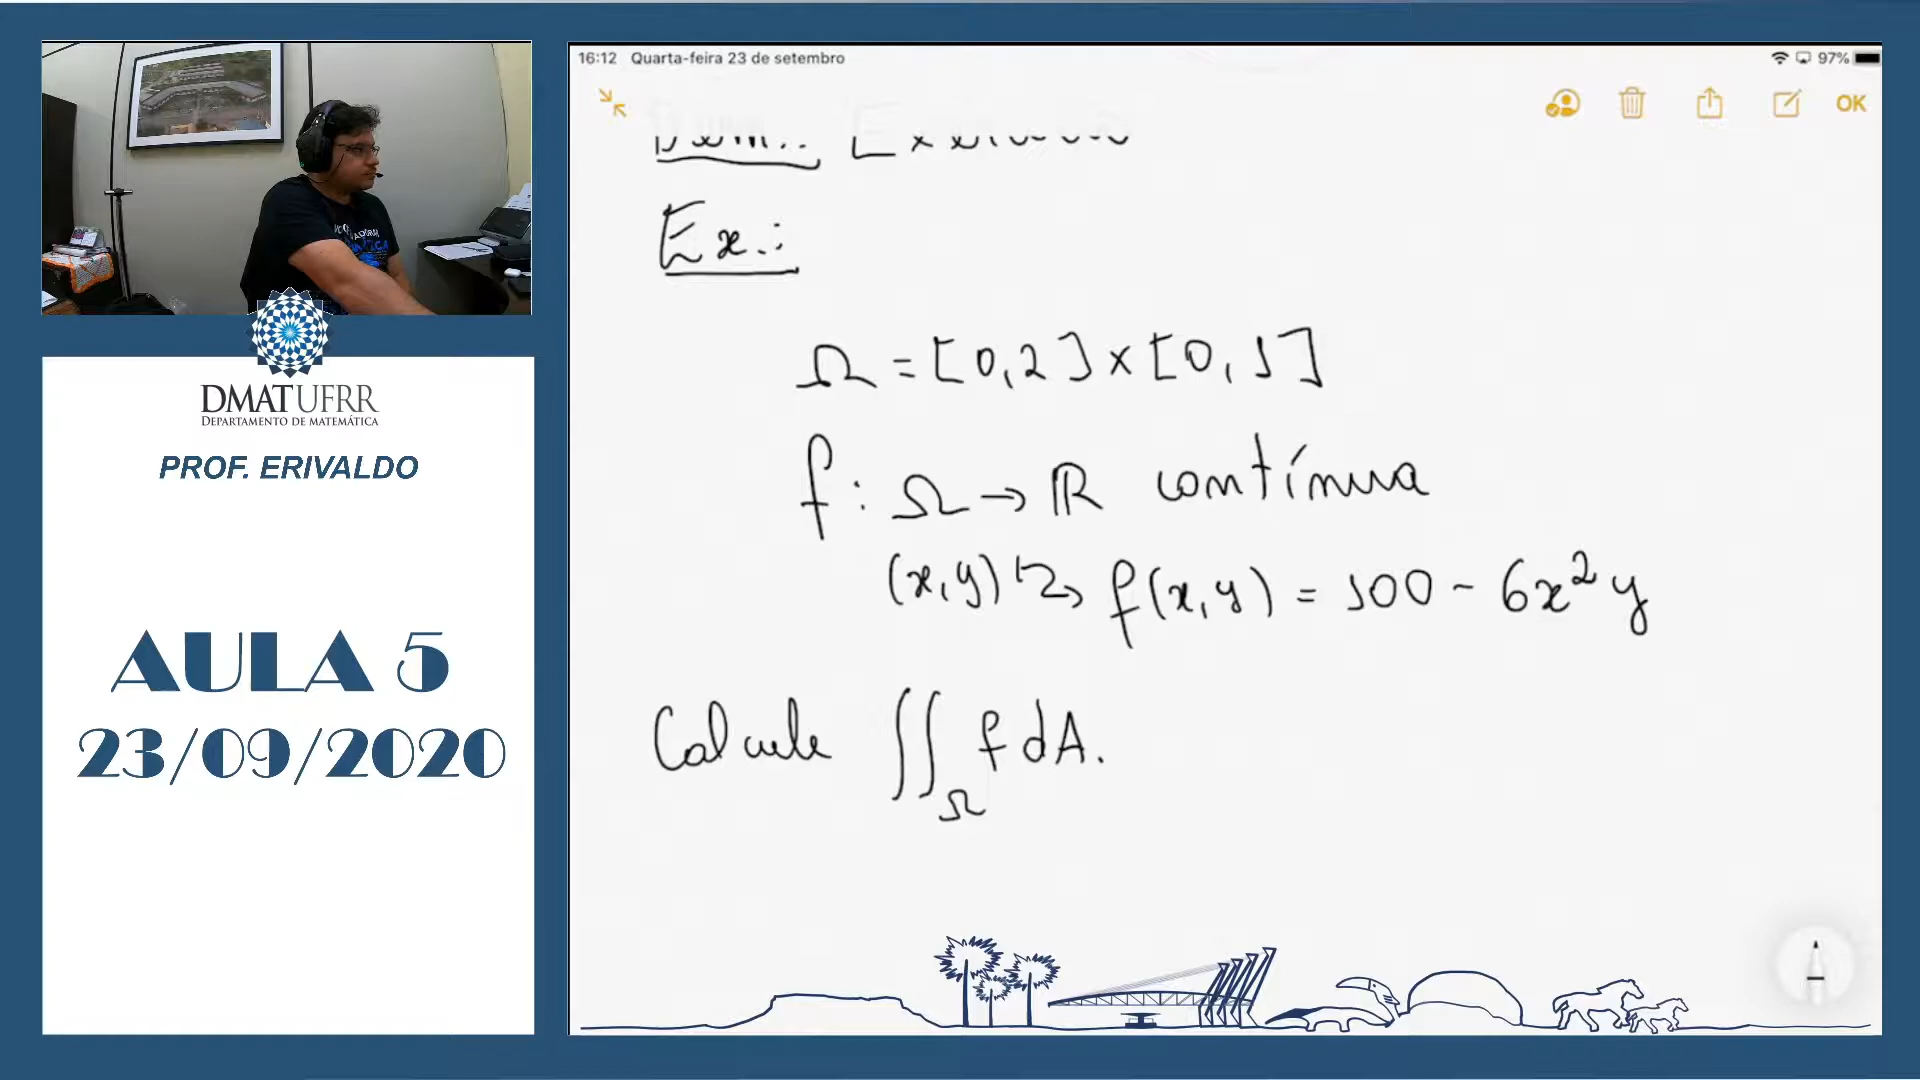 16:12 Quarta-feira 23 de setembro
97%
OK
Ex.:
Ω = [0,2] × [0,1]
f : Ω → ℝ contínua
(x,y) ↦ f(x,y) = 100 - 6x²y
Calcule ∬_Ω f dA.
DMATUFRR
DEPARTAMENTO DE MATEMÁTICA
PROF. ERIVALDO
AULA 5
23/09/2020